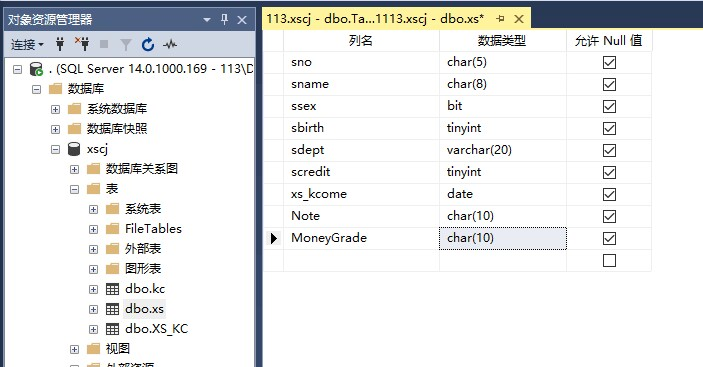 对象资源管理器
连接
. (SQL Server 14.0.1000.169 - 113\D
数据库
系统数据库
数据库快照
xscj
数据库关系图
表
系统表
FileTables
外部表
图形表
dbo.kc
dbo.xs
dbo.XS_KC
视图
外部资源
113.xscj - dbo.Ta...1113.xscj - dbo.xs*
列名 数据类型 允许 Null 值
sno char(5)
sname char(8)
ssex bit
sbirth tinyint
sdept varchar(20)
scredit tinyint
xs_kcome date
Note char(10)
MoneyGrade char(10)